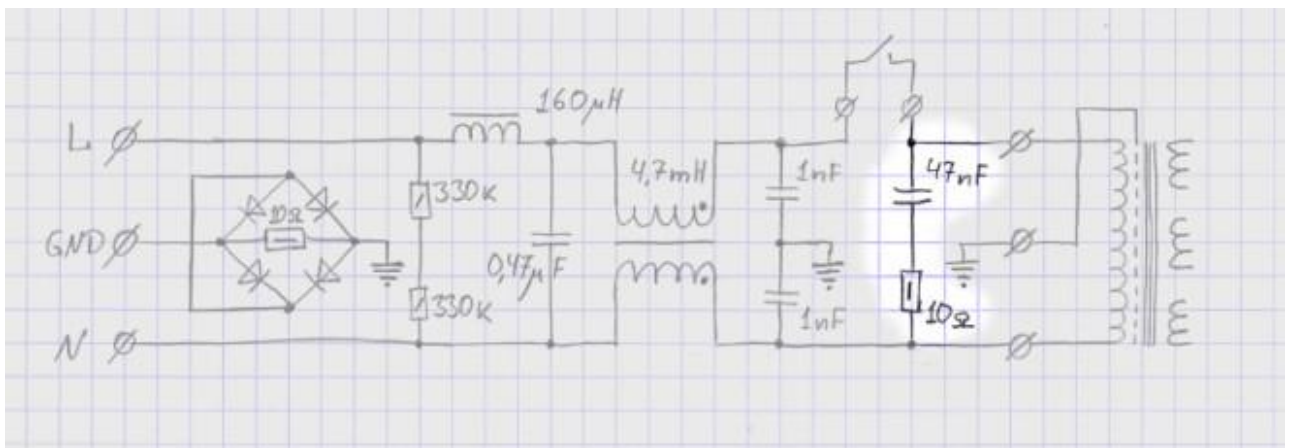 160μH
L
4,7mH
1nF
47nF
330K
10Ω
GND
0,47μF
330K
1nF
10Ω
N